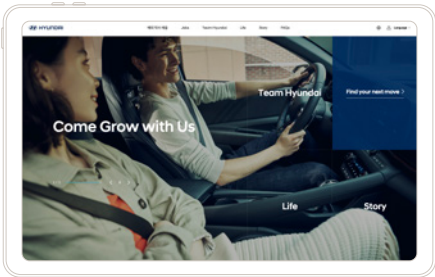 HYUNDAI
Jobs
Team Hyundai
Life
Story
FAQs
Language
Team Hyundai
Find your next move
Come Grow with Us
Life
Story